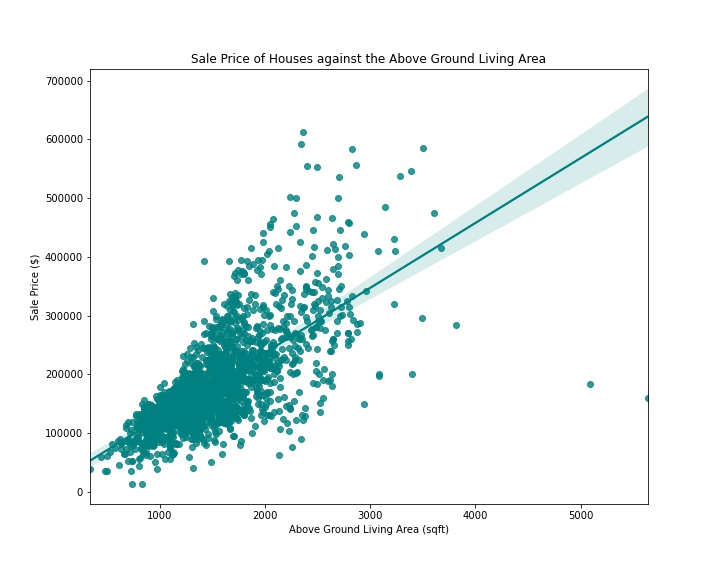 Sale Price of Houses against the Above Ground Living Area
700000
600000
500000
400000
300000
200000
100000
0
Sale Price ($)
1000 2000 3000 4000 5000
Above Ground Living Area (sqft)